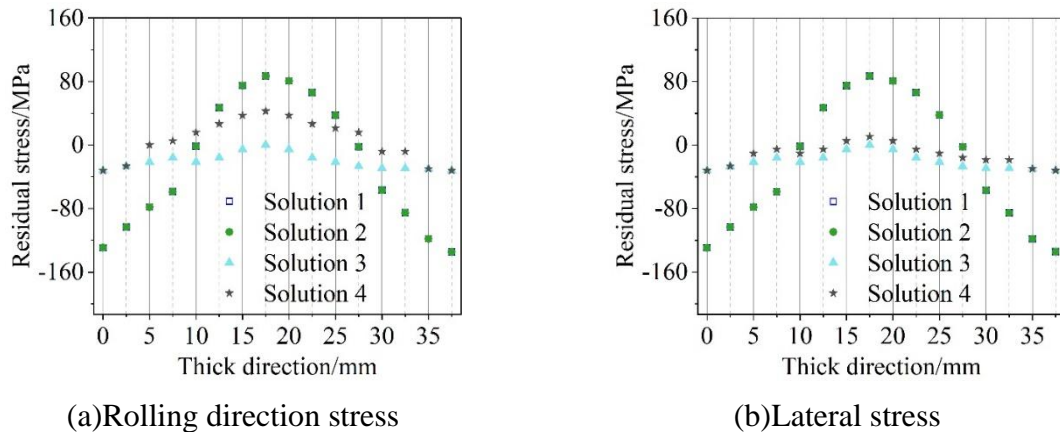 160
80
0
-80
-160
Residual stress/MPa
Solution 1
Solution 2
Solution 3
Solution 4
0 5 10 15 20 25 30 35
Thick direction/mm
(a)Rolling direction stress
160
80
0
-80
-160
Residual stress/MPa
Solution 1
Solution 2
Solution 3
Solution 4
0 5 10 15 20 25 30 35
Thick direction/mm
(b)Lateral stress